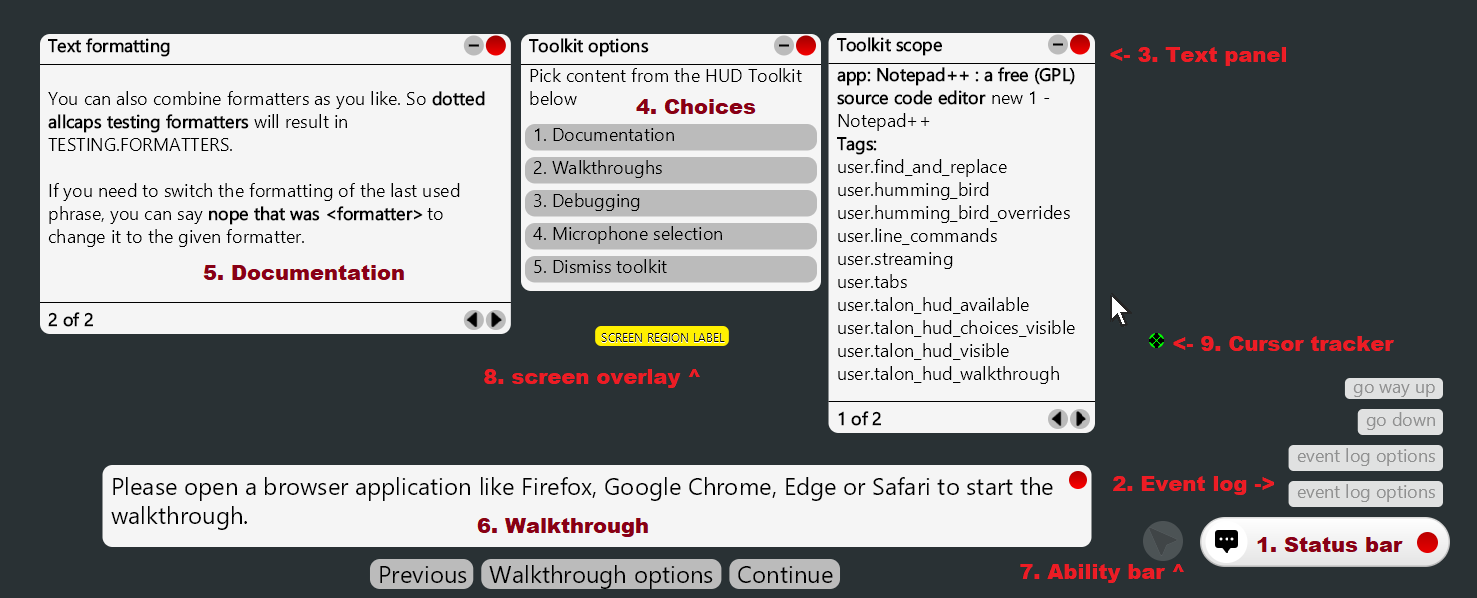 Text formatting
You can also combine formatters as you like. So dotted
allcaps testing formatters will result in
TESTING.FORMATTERS.
If you need to switch the formatting of the last used
phrase, you can say nope that was <formatter> to
change it to the given formatter.
5. Documentation
2 of 2
Toolkit options
Pick content from the HUD Toolkit
below
4. Choices
1. Documentation
2. Walkthroughs
3. Debugging
4. Microphone selection
5. Dismiss toolkit
Toolkit scope
app: Notepad++ : a free (GPL)
source code editor new 1 -
Notepad++
Tags:
user.find_and_replace
user.humming_bird
user.humming_bird_overrides
user.line_commands
user.streaming
user.tabs
user.talon_hud_available
user.talon_hud_choices_visible
user.talon_hud_visible
user.talon_hud_walkthrough
1 of 2
<- 3. Text panel
SCREEN REGION LABEL
8. screen overlay ^
<- 9. Cursor tracker
go way up
go down
event log options
event log options
2. Event log ->
Please open a browser application like Firefox, Google Chrome, Edge or Safari to start the
walkthrough.
6. Walkthrough
1. Status bar
7. Ability bar ^
Previous
Walkthrough options
Continue